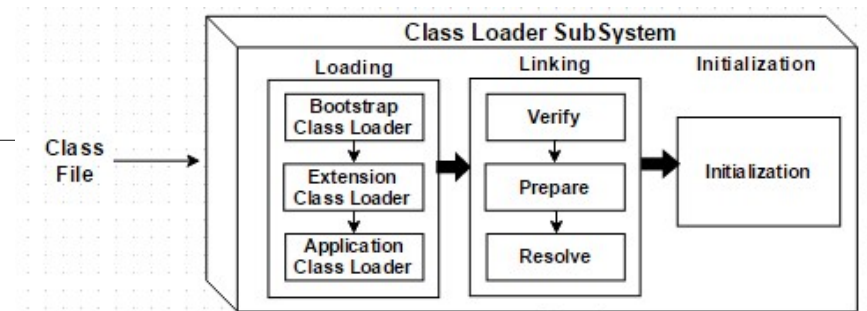 Class Loader SubSystem
Loading
Linking
Initialization
Class
File
Bootstrap
Class Loader
Extension
Class Loader
Application
Class Loader
Verify
Prepare
Resolve
Initialization